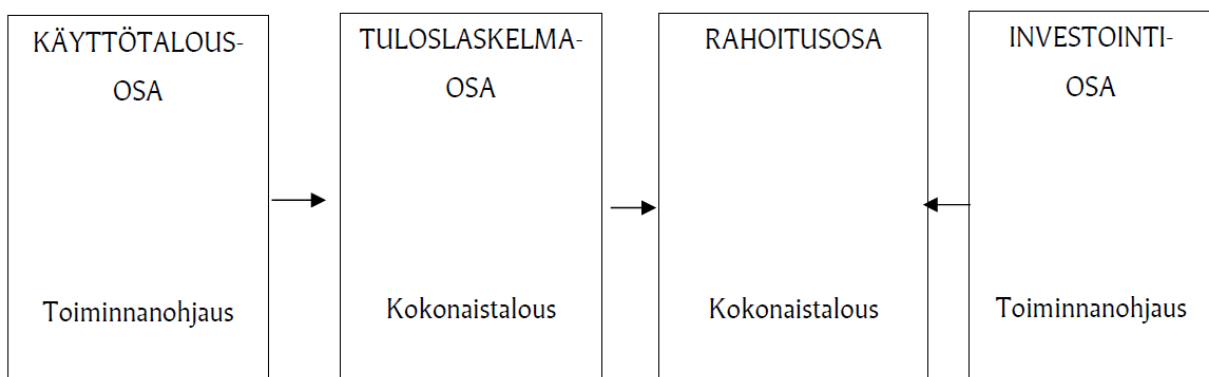 KÄYTTÖTALOUS-
OSA
Toiminnanohjaus
TULOSLASKELMA-
OSA
Kokonaistalous
RAHOITUSOSA
Kokonaistalous
INVESTOINTI-
OSA
Toiminnanohjaus